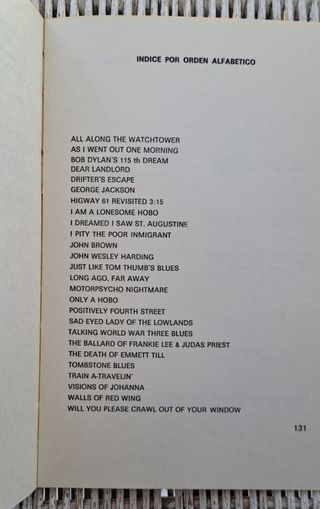 INDICE POR ORDEN ALFABETICO
ALL ALONG THE WATCHTOWER
AS I WENT OUT ONE MORNING
BOB DYLAN'S 115 th DREAM
DEAR LANDLORD
DRIFTER'S ESCAPE
GEORGE JACKSON
HIGWAY 61 REVISITED 3:15
I AM A LONESOME HOBO
I DREAMED I SAW ST. AUGUSTINE
I PITY THE POOR INMIGRANT
JOHN BROWN
JOHN WESLEY HARDING
JUST LIKE TOM THUMB'S BLUES
LONG AGO, FAR AWAY
MOTORPSYCHO NIGHTMARE
ONLY A HOBO
POSITIVELY FOURTH STREET
SAD EYED LADY OF THE LOWLANDS
TALKING WORLD WAR THREE BLUES
THE BALLARD OF FRANKIE LEE & JUDAS PRIEST
THE DEATH OF EMMETT TILL
TOMBSTONE BLUES
TRAIN A-TRAVELIN'
VISIONS OF JOHANNA
WALLS OF RED WING
WILL YOU PLEASE CRAWL OUT OF YOUR WINDOW
131